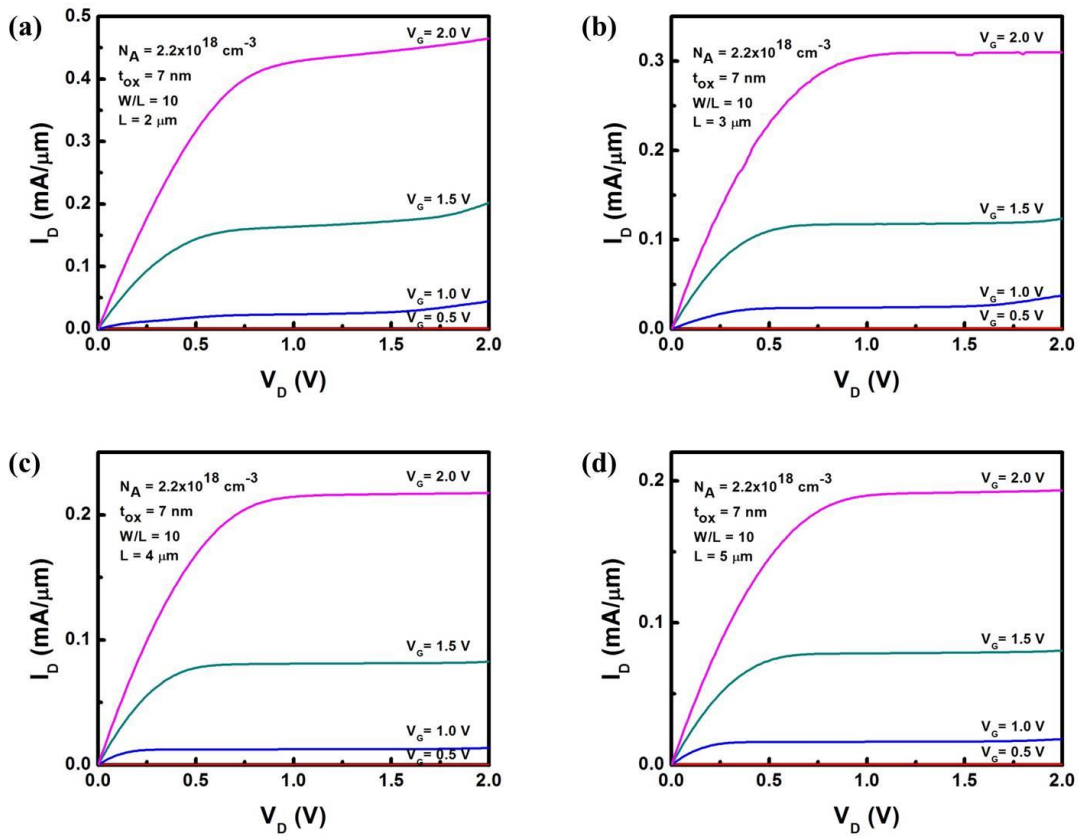 (a)
0.5
0.4
0.3
0.2
0.1
0.0
I_D (mA/μm)
N_A = 2.2x10^18 cm^-3
t_ox = 7 nm
W/L = 10
L = 2 μm
V_G= 2.0 V
V_G= 1.5 V
V_G= 1.0 V
V_G= 0.5 V
0.0 0.5 1.0 1.5 2.0
V_D (V)
(b)
0.3
0.2
0.1
0.0
I_D (mA/μm)
N_A = 2.2x10^18 cm^-3
t_ox = 7 nm
W/L = 10
L = 3 μm
V_G= 2.0 V
V_G= 1.5 V
V_G= 1.0 V
V_G= 0.5 V
0.0 0.5 1.0 1.5 2.0
V_D (V)
(c)
0.2
0.1
0.0
I_D (mA/μm)
N_A = 2.2x10^18 cm^-3
t_ox = 7 nm
W/L = 10
L = 4 μm
V_G= 2.0 V
V_G= 1.5 V
V_G= 1.0 V
V_G= 0.5 V
0.0 0.5 1.0 1.5 2.0
V_D (V)
(d)
0.2
0.1
0.0
I_D (mA/μm)
N_A = 2.2x10^18 cm^-3
t_ox = 7 nm
W/L = 10
L = 5 μm
V_G= 2.0 V
V_G= 1.5 V
V_G= 1.0 V
V_G= 0.5 V
0.0 0.5 1.0 1.5 2.0
V_D (V)